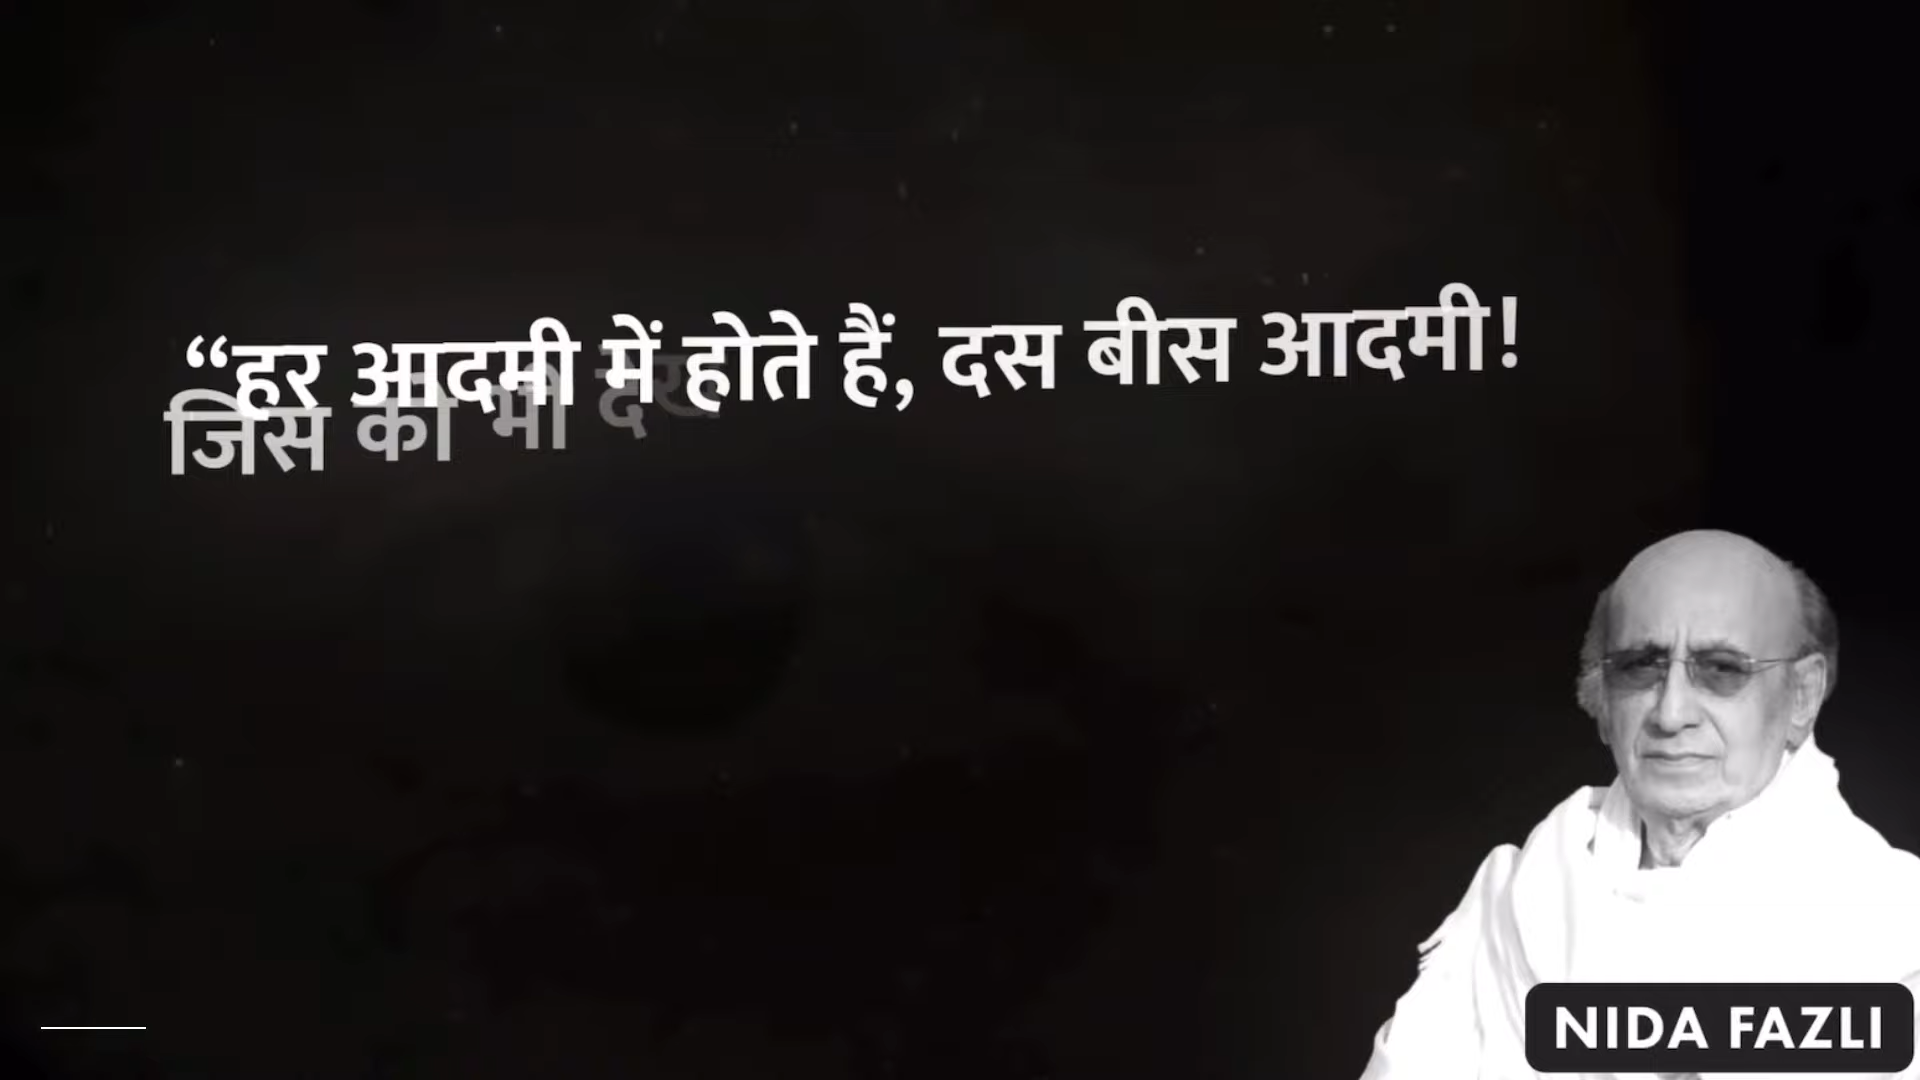 “हर आदमी में होते हैं, दस बीस आदमी!
जिस को भी
NIDA FAZLI